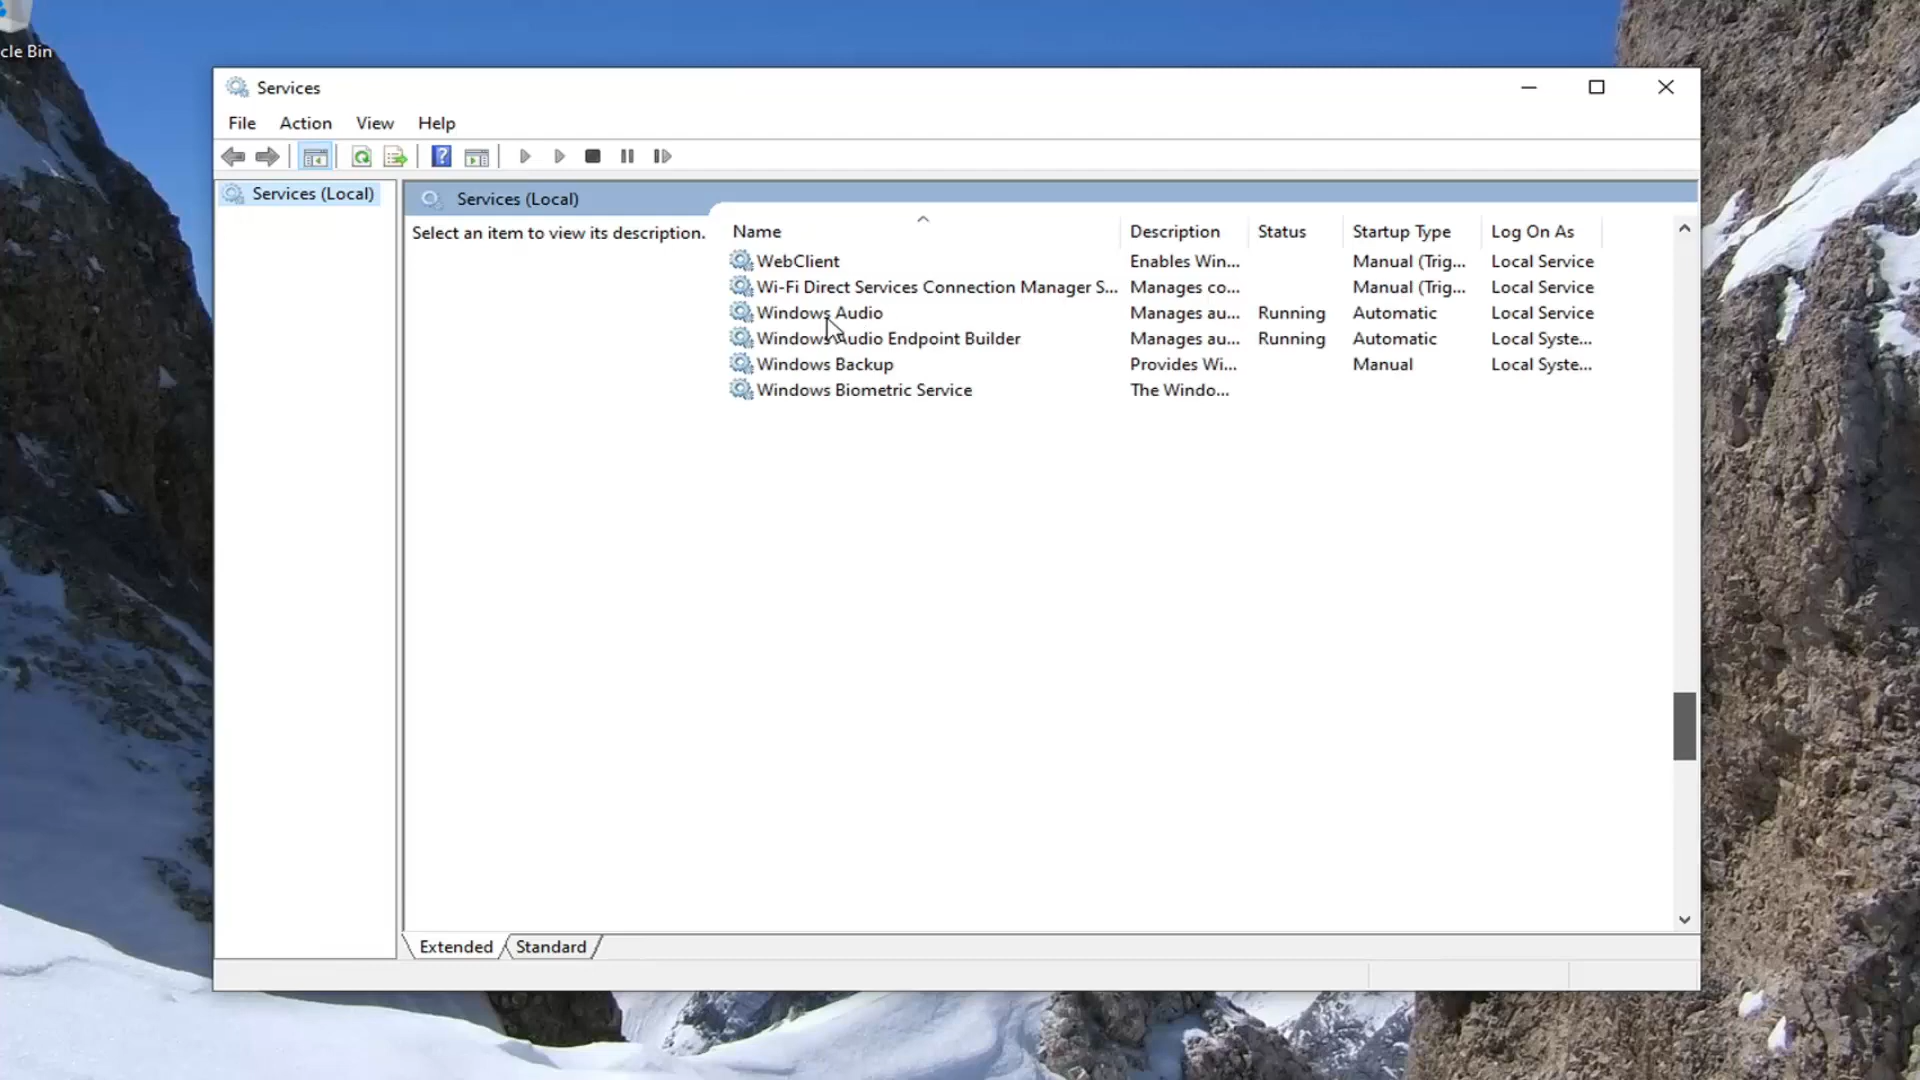 cle Bin
Services
File Action View Help
Services (Local)
Services (Local)
Select an item to view its description.
Name Description Status Startup Type Log On As
WebClient Enables Win... Manual (Trig... Local Service
Wi-Fi Direct Services Connection Manager S... Manages co... Manual (Trig... Local Service
Windows Audio Manages au... Running Automatic Local Service
Windows Audio Endpoint Builder Manages au... Running Automatic Local Syste...
Windows Backup Provides Wi... Manual Local Syste...
Windows Biometric Service The Windo...
Extended Standard